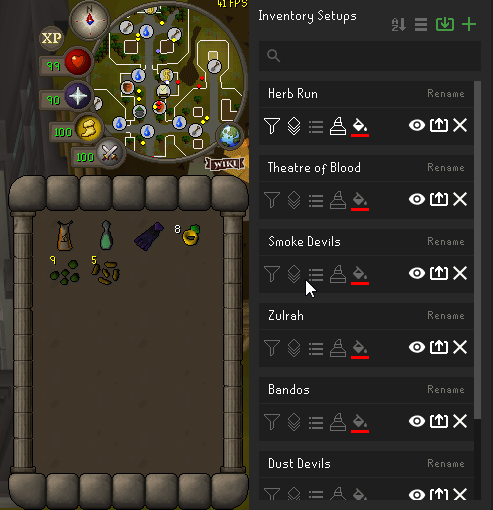 41 FPS
XP
99
90
100
100
WIKI
8
9
5
Inventory Setups
Herb Run
Rename
Theatre of Blood
Rename
Smoke Devils
Rename
Zulrah
Rename
Bandos
Rename
Dust Devils
Rename